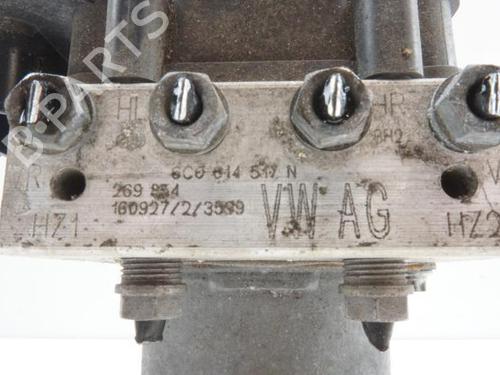 B-PARTS
HL HR
6C0 614 517 N
269 854
160927/2/3599
VW AG
HZ1 HZ2